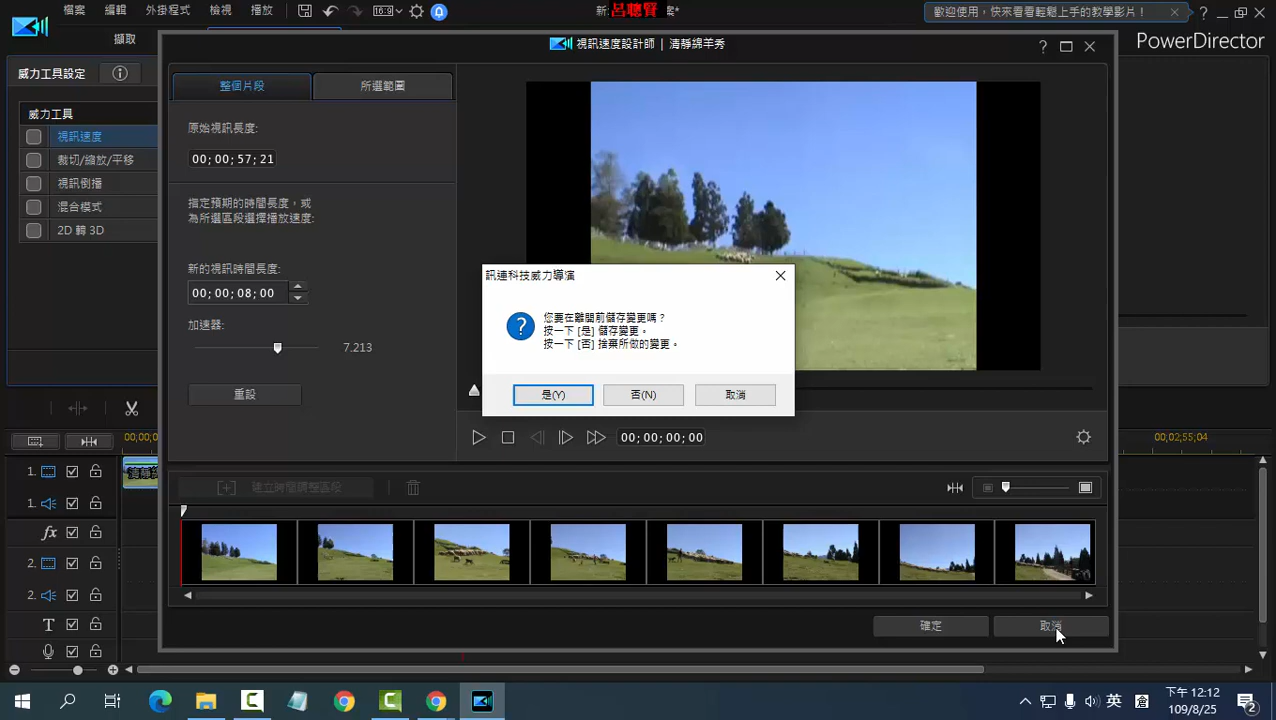 檔案 編輯 外掛程式 檢視 播放
16:9
新
呂聰賢
案*
歡迎使用，快來看看輕鬆上手的教學影片！
擷取
PowerDirector
威力工具設定
威力工具
視訊速度
裁切/縮放/平移
視訊倒播
混合模式
2D 轉 3D
視訊速度設計師 | 清靜綿羊秀
整個片段
所選範圍
原始視訊長度:
00;00;57;21
指定預期的時間長度，或
為所選區段選擇播放速度:
新的視訊時間長度:
00;00;08;00
加速器:
7.213
重設
訊連科技威力導演
您要在離開前儲存變更嗎？
按一下 [是] 儲存變更。
按一下 [否] 捨棄所做的變更。
是(Y)
否(N)
取消
00;00;00;00
00;00;0
00;02;55;04
建立時間調整區段
1.
1.
fx
2.
2.
T
確定
取消
英
下午 12:12
109/8/25
2